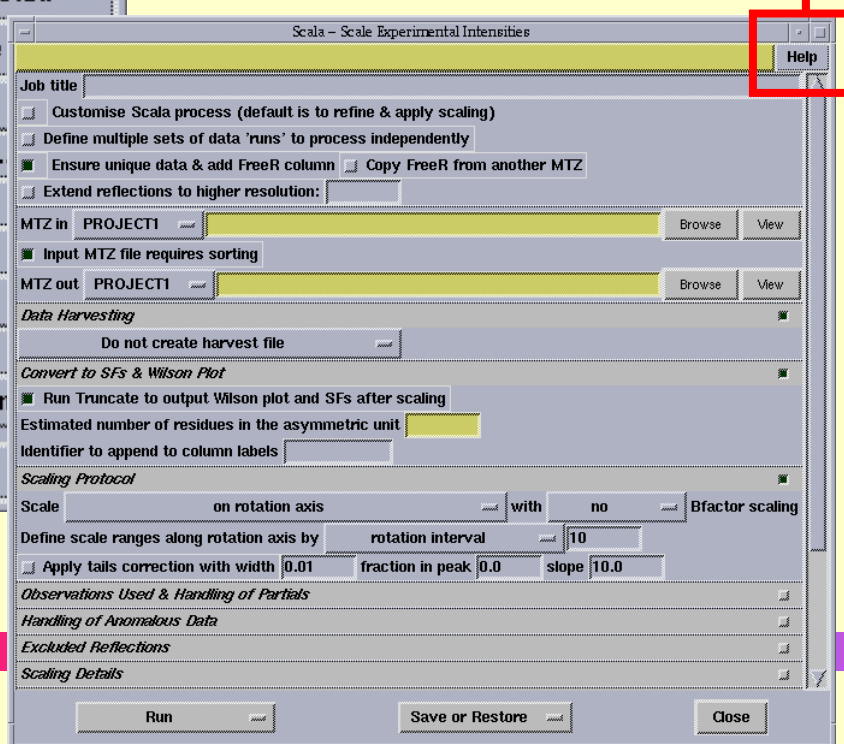 Scala – Scale Experimental Intensities
Help
Job title
Customise Scala process (default is to refine & apply scaling)
Define multiple sets of data 'runs' to process independently
Ensure unique data & add FreeR column Copy FreeR from another MTZ
Extend reflections to higher resolution:
MTZ in PROJECT1 Browse View
Input MTZ file requires sorting
MTZ out PROJECT1 Browse View
Data Harvesting
Do not create harvest file
Convert to SFs & Wilson Plot
Run Truncate to output Wilson plot and SFs after scaling
Estimated number of residues in the asymmetric unit
Identifier to append to column labels
Scaling Protocol
Scale on rotation axis with no Bfactor scaling
Define scale ranges along rotation axis by rotation interval 10
Apply tails correction with width 0.01 fraction in peak 0.0 slope 10.0
Observations Used & Handling of Partials
Handling of Anomalous Data
Excluded Reflections
Scaling Details
Run Save or Restore Close